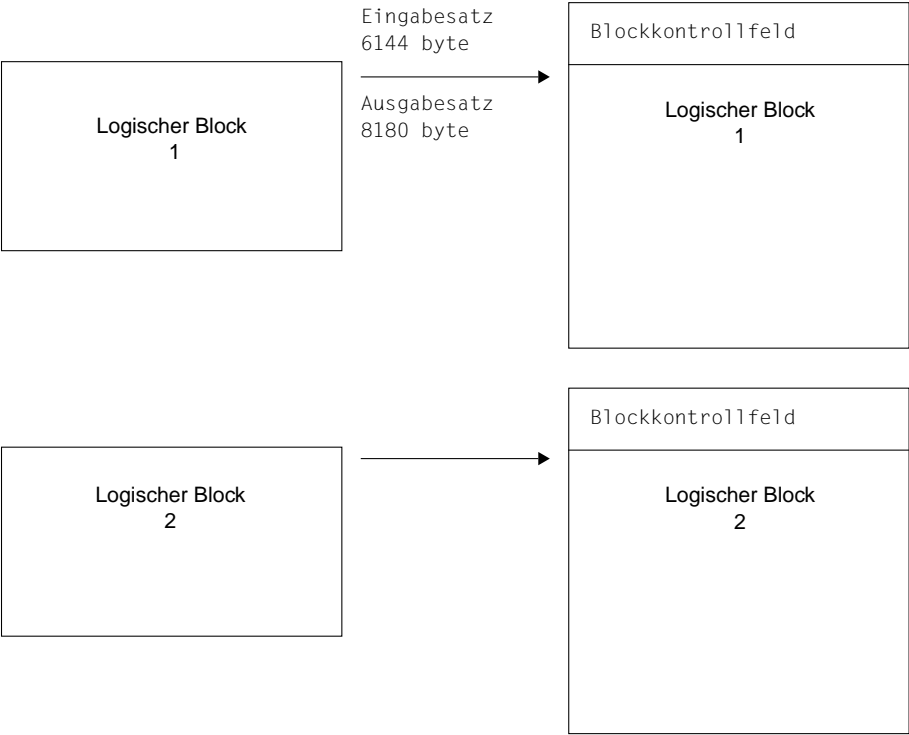 Eingabesatz
6144 byte
Blockkontrollfeld
Logischer Block
1
Ausgabesatz
8180 byte
Logischer Block
1
Blockkontrollfeld
Logischer Block
2
Logischer Block
2